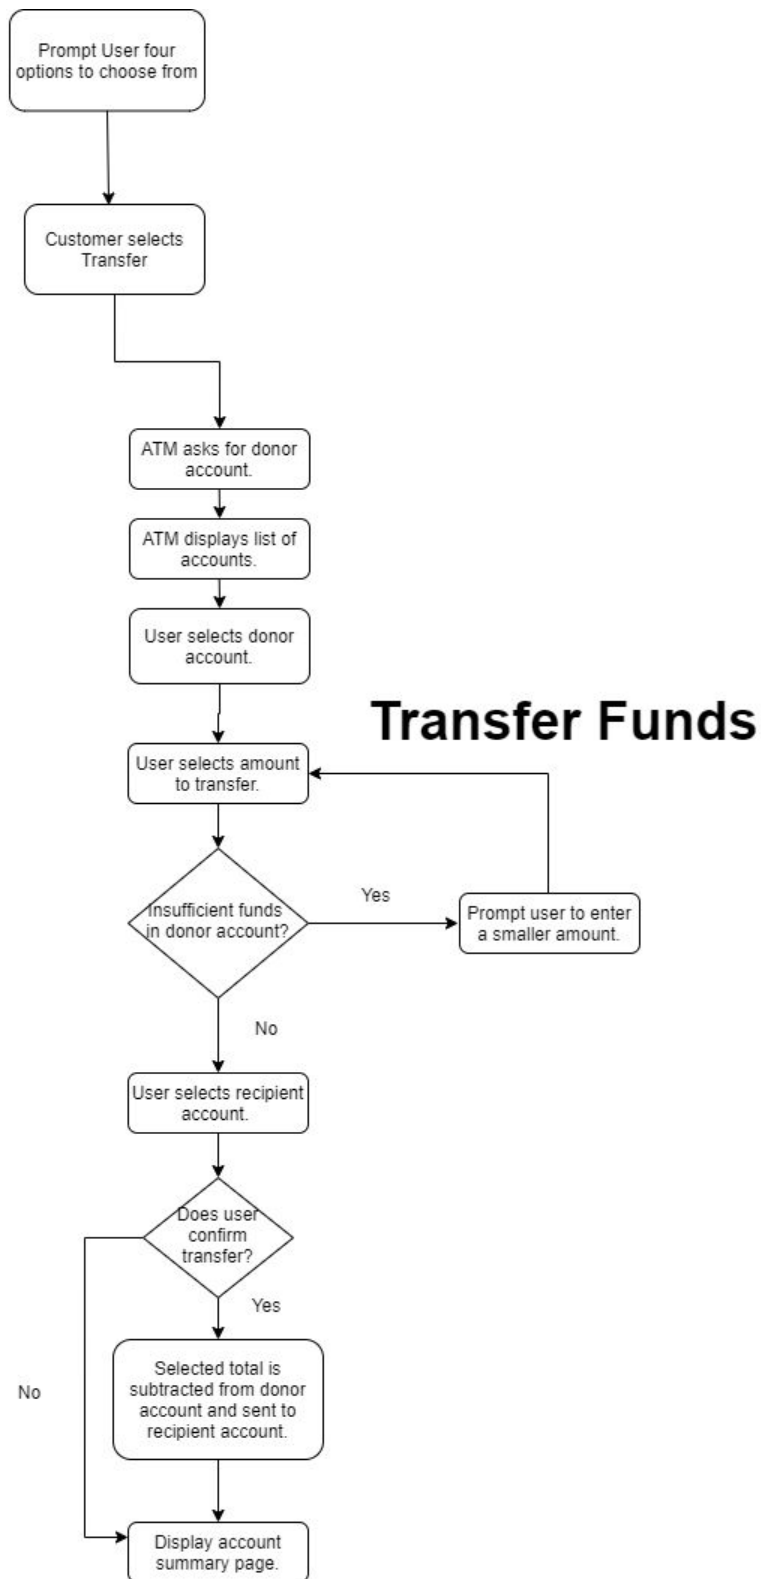 Prompt User four
options to choose from
Customer selects
Transfer
ATM asks for donor
account.
ATM displays list of
accounts.
User selects donor
account.
Transfer Funds
User selects amount
to transfer.
Insufficient funds
in donor account?
Yes
Prompt user to enter
a smaller amount.
No
User selects recipient
account.
Does user
confirm
transfer?
Yes
Selected total is
subtracted from donor
account and sent to
recipient account.
No
Display account
summary page.